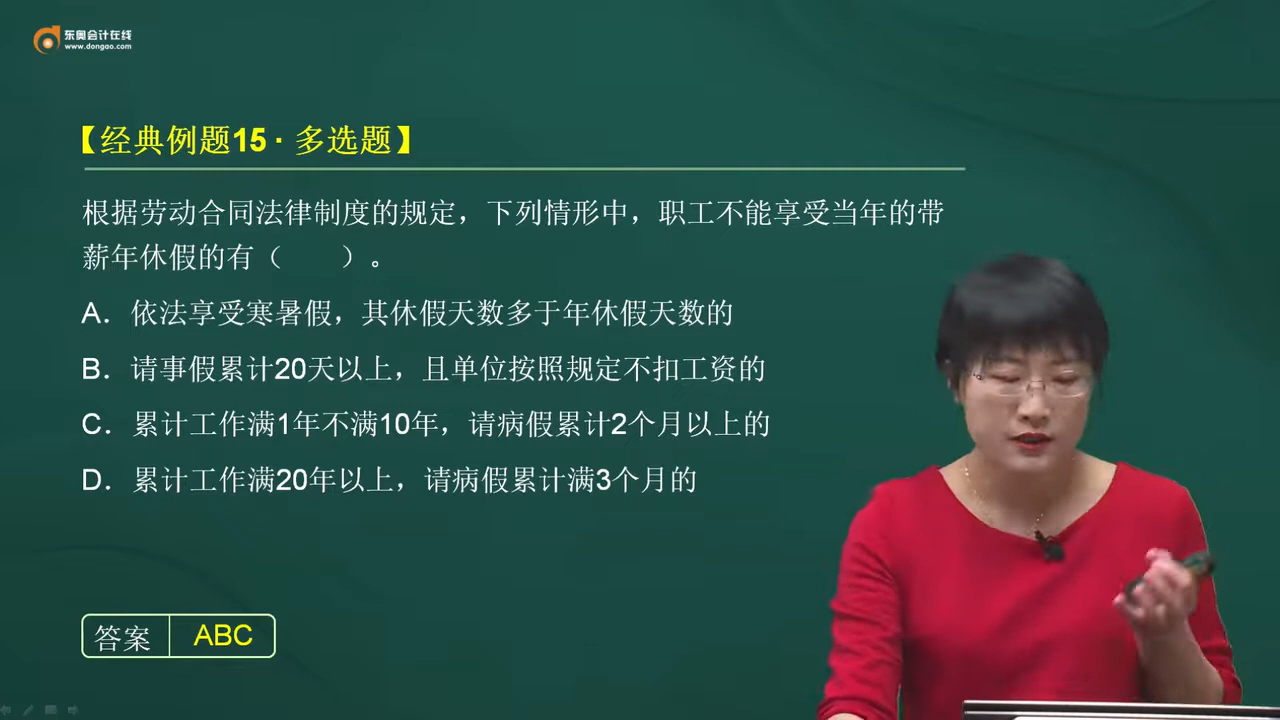 东奥会计在线
www.dongao.com
【经典例题15 · 多选题】
根据劳动合同法律制度的规定，下列情形中，职工不能享受当年的带
薪年休假的有（　　）。
A．依法享受寒暑假，其休假天数多于年休假天数的
B．请事假累计20天以上，且单位按照规定不扣工资的
C．累计工作满1年不满10年，请病假累计2个月以上的
D．累计工作满20年以上，请病假累计满3个月的
答案 ABC